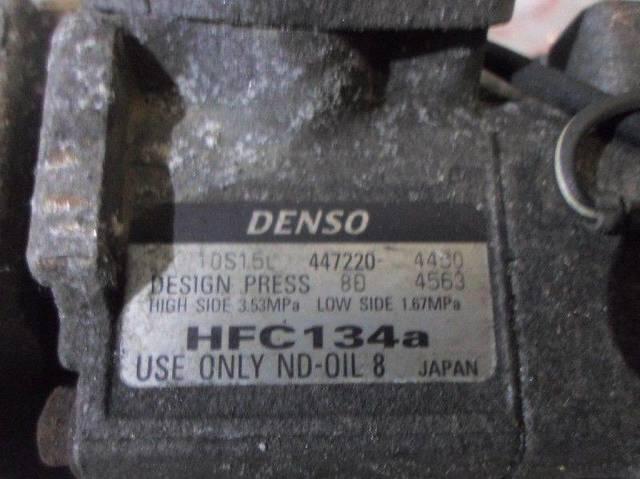 DENSO
10S15L 447220- 4480
DESIGN PRESS 80 4563
HIGH SIDE 3.53MPa LOW SIDE 1.67MPa
HFC134a
USE ONLY ND-OIL 8 JAPAN